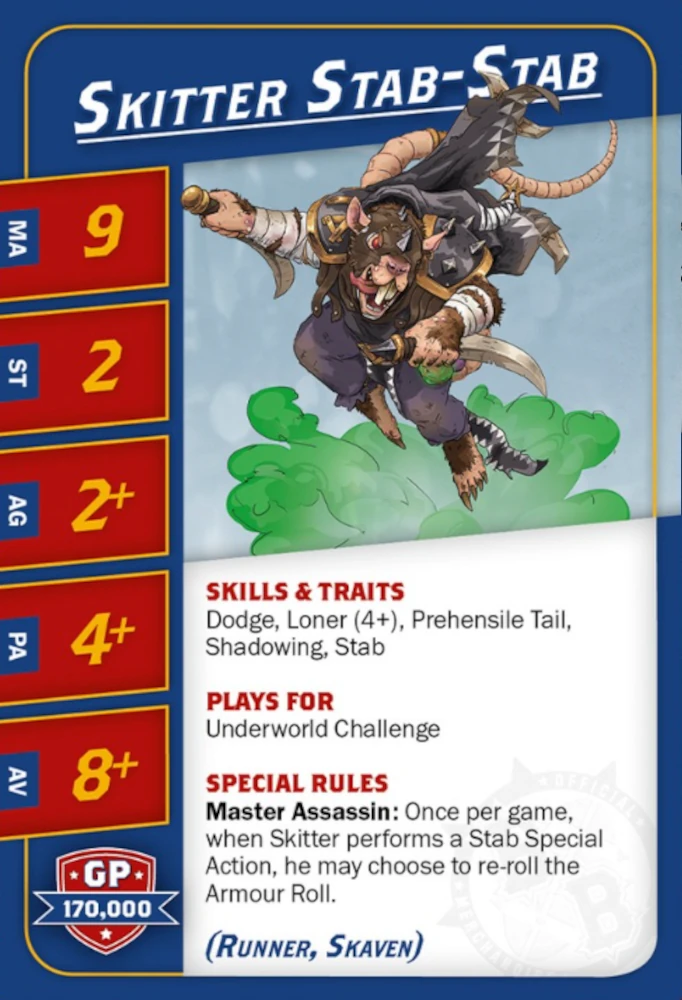 SKITTER STAB-STAB
MA
9
ST
2
AG
2+
PA
4+
AV
8+
GP
170,000
SKILLS & TRAITS
Dodge, Loner (4+), Prehensile Tail,
Shadowing, Stab
PLAYS FOR
Underworld Challenge
SPECIAL RULES
Master Assassin: Once per game,
when Skitter performs a Stab Special
Action, he may choose to re-roll the
Armour Roll.
(RUNNER, SKAVEN)
OFFICIAL